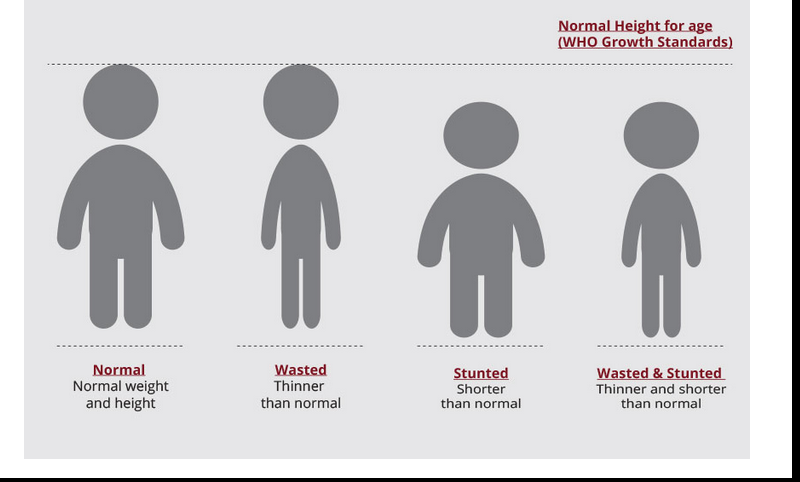 Normal Height for age
(WHO Growth Standards)
Normal
Normal weight
and height
Wasted
Thinner
than normal
Stunted
Shorter
than normal
Wasted & Stunted
Thinner and shorter
than normal